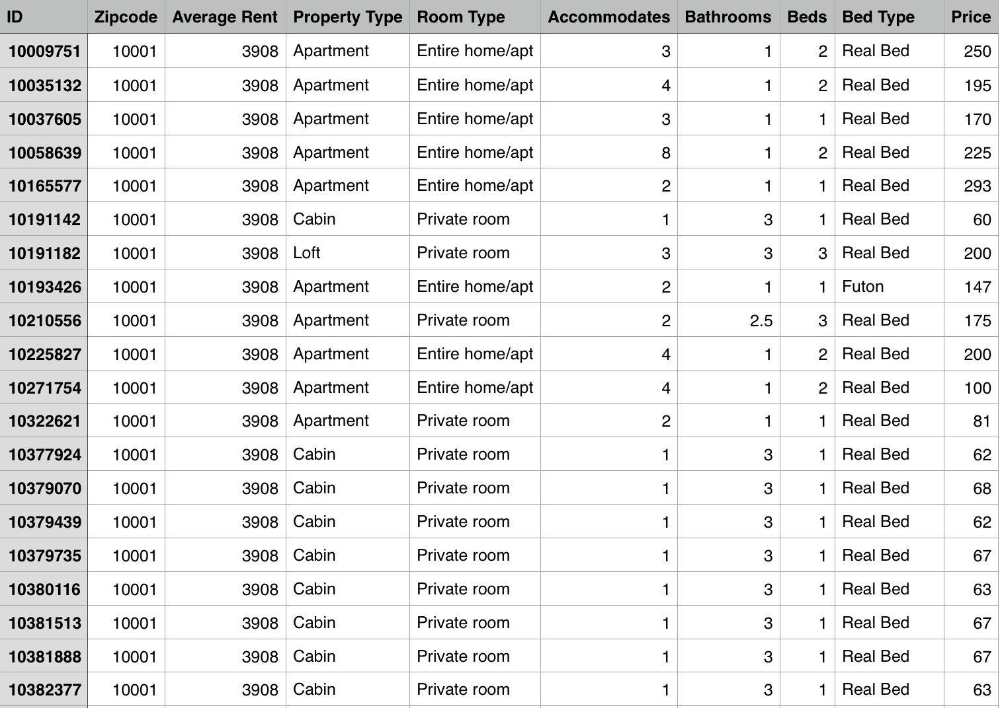 ID Zipcode Average Rent Property Type Room Type Accommodates Bathrooms Beds Bed Type Price
10009751 10001 3908 Apartment Entire home/apt 3 1 2 Real Bed 250
10035132 10001 3908 Apartment Entire home/apt 4 1 2 Real Bed 195
10037605 10001 3908 Apartment Entire home/apt 3 1 1 Real Bed 170
10058639 10001 3908 Apartment Entire home/apt 8 1 2 Real Bed 225
10165577 10001 3908 Apartment Entire home/apt 2 1 1 Real Bed 293
10191142 10001 3908 Cabin Private room 1 3 1 Real Bed 60
10191182 10001 3908 Loft Private room 3 3 3 Real Bed 200
10193426 10001 3908 Apartment Entire home/apt 2 1 1 Futon 147
10210556 10001 3908 Apartment Private room 2 2.5 3 Real Bed 175
10225827 10001 3908 Apartment Entire home/apt 4 1 2 Real Bed 200
10271754 10001 3908 Apartment Entire home/apt 4 1 2 Real Bed 100
10322621 10001 3908 Apartment Private room 2 1 1 Real Bed 81
10377924 10001 3908 Cabin Private room 1 3 1 Real Bed 62
10379070 10001 3908 Cabin Private room 1 3 1 Real Bed 68
10379439 10001 3908 Cabin Private room 1 3 1 Real Bed 62
10379735 10001 3908 Cabin Private room 1 3 1 Real Bed 67
10380116 10001 3908 Cabin Private room 1 3 1 Real Bed 63
10381513 10001 3908 Cabin Private room 1 3 1 Real Bed 67
10381888 10001 3908 Cabin Private room 1 3 1 Real Bed 67
10382377 10001 3908 Cabin Private room 1 3 1 Real Bed 63